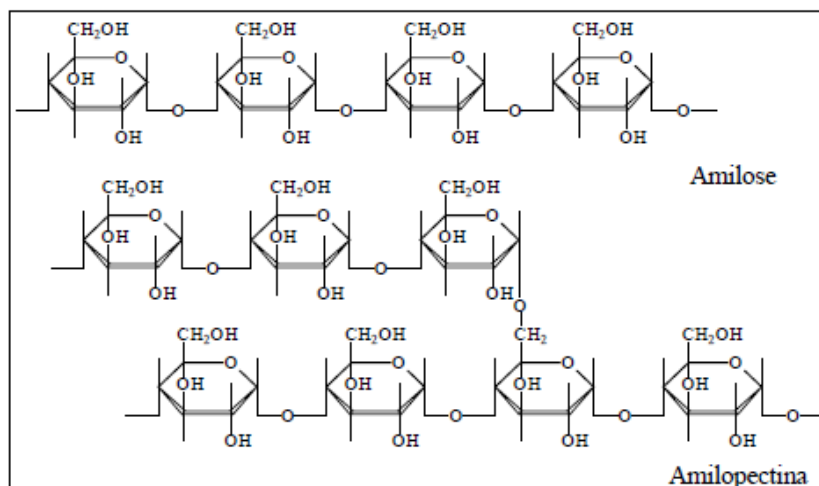 CH₂OH CH₂OH CH₂OH CH₂OH
O O O O
OH OH OH OH
O O O O
OH OH OH OH
Amilose
CH₂OH CH₂OH CH₂OH
O O O
OH OH OH
O O
OH OH OH
O
CH₂OH CH₂OH CH₂ CH₂OH
O O O O
OH OH OH OH
O O O O
OH OH OH OH
Amilopectina